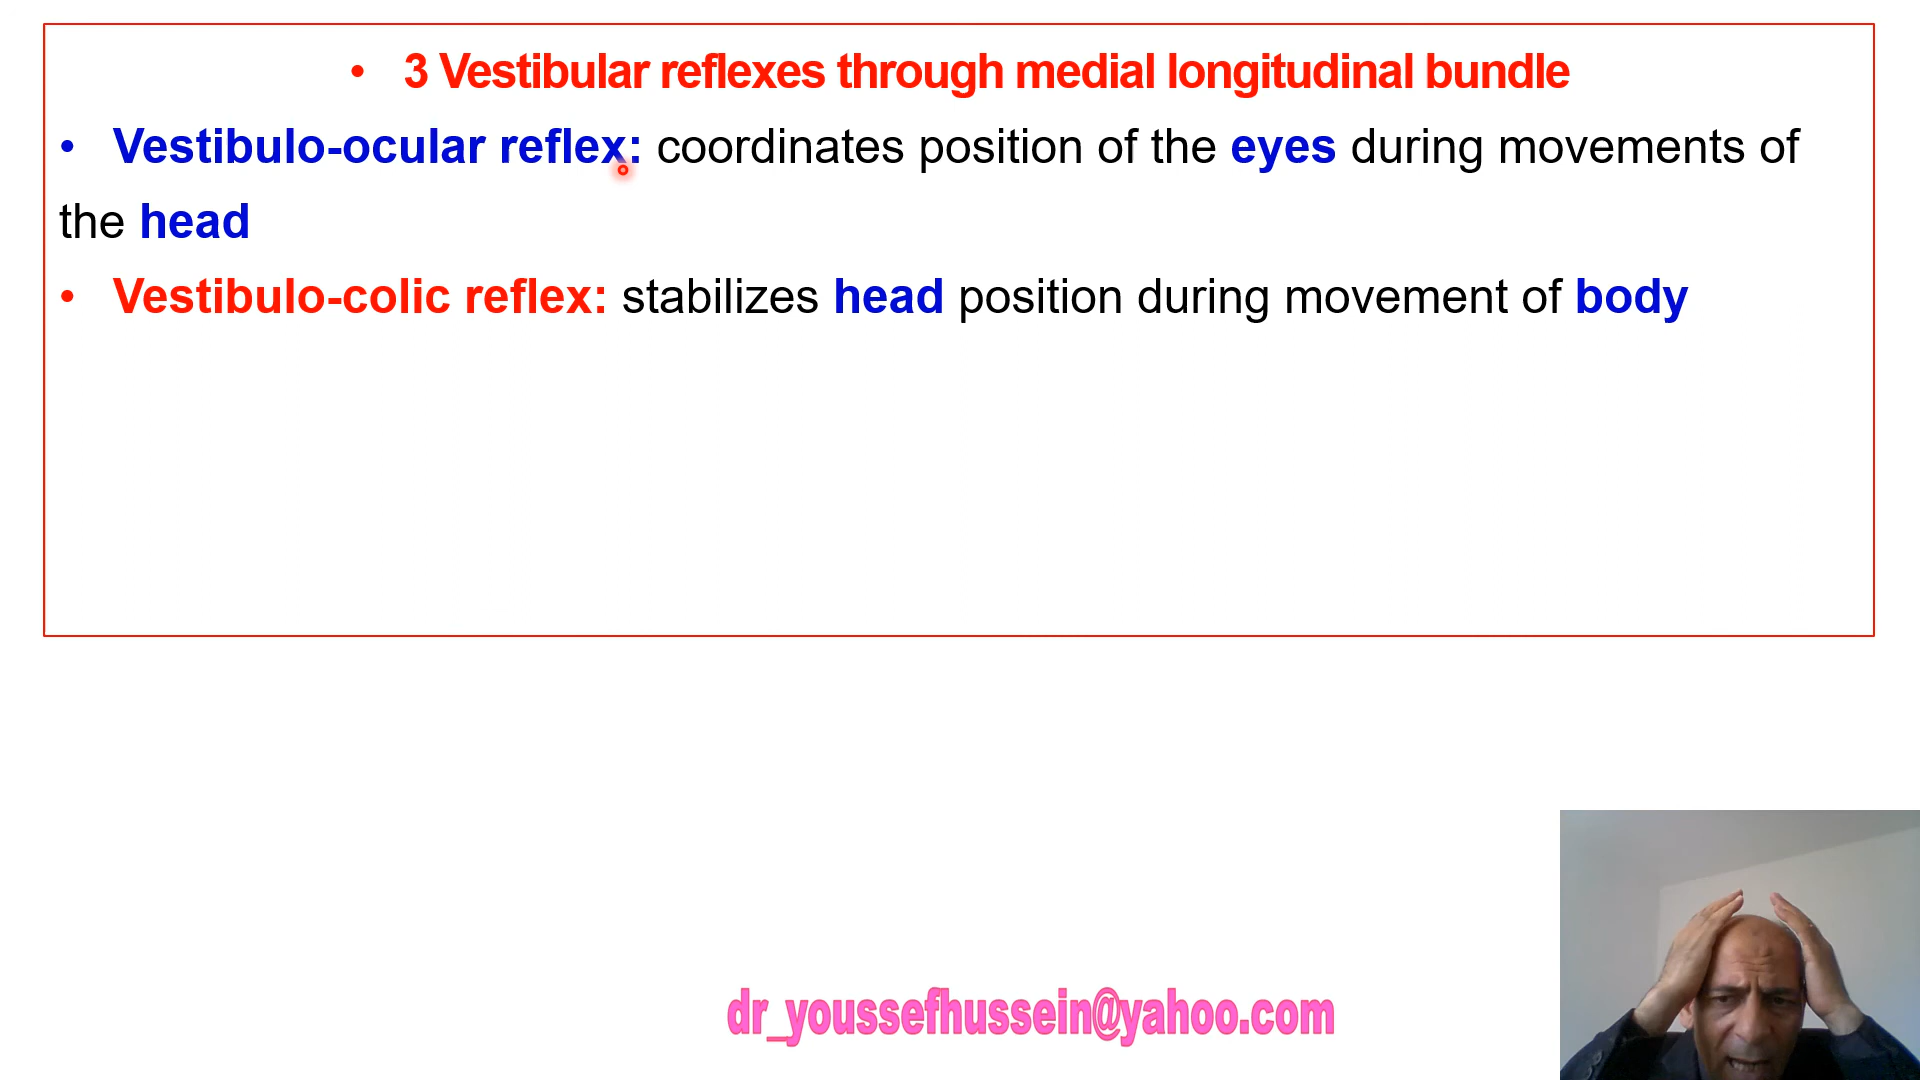 • 3 Vestibular reflexes through medial longitudinal bundle
• Vestibulo-ocular reflex: coordinates position of the eyes during movements of
the head
• Vestibulo-colic reflex: stabilizes head position during movement of body
dr_youssefhussein@yahoo.com